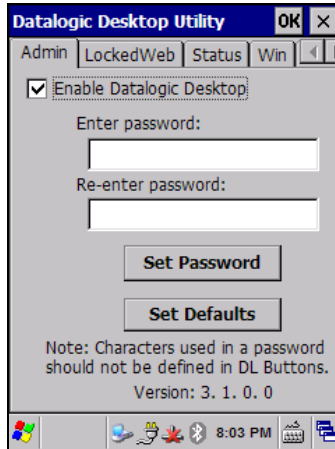 Datalogic Desktop Utility OK ×
Admin LockedWeb Status Win
Enable Datalogic Desktop
Enter password:
Re-enter password:
Set Password
Set Defaults
Note: Characters used in a password
should not be defined in DL Buttons.
Version: 3. 1. 0. 0
8:03 PM